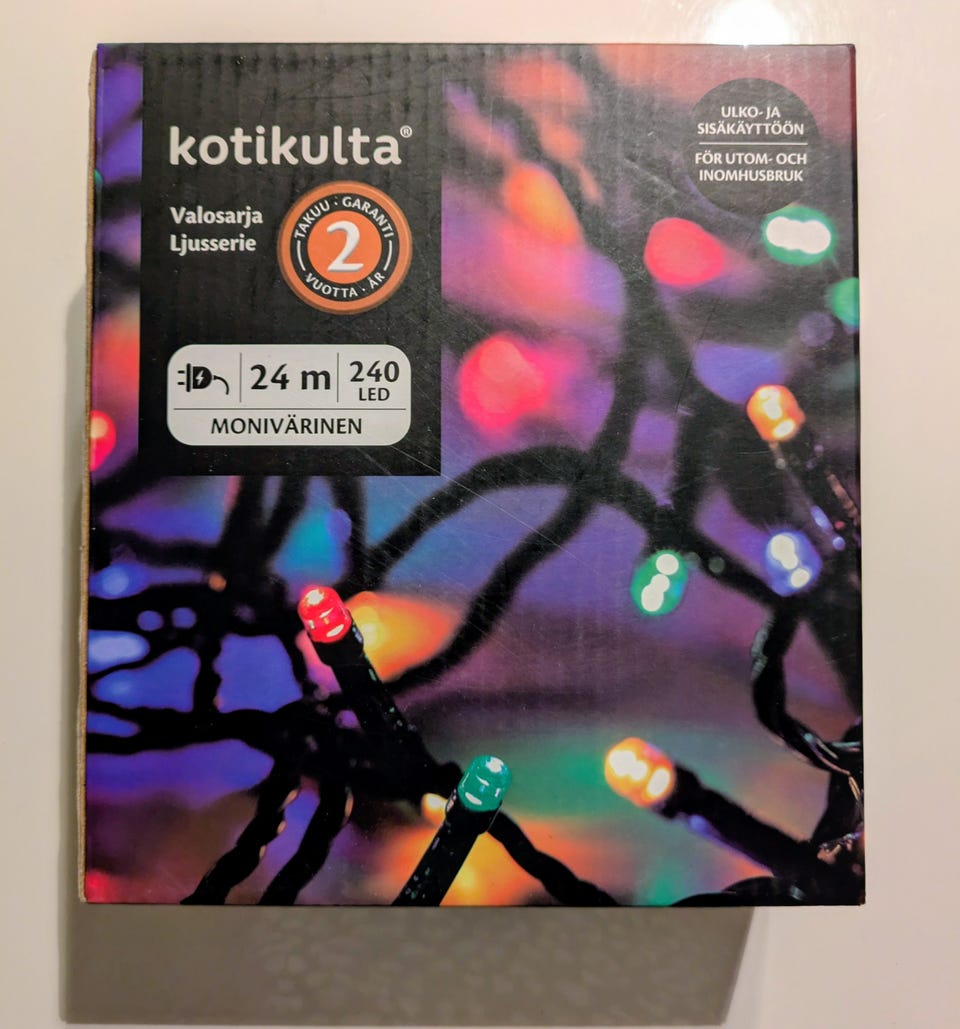 kotikulta®
Valosarja
Ljusserie
TAKUU · GARANTI
2
VUOTTA · ÅR
24 m
240
LED
MONIVÄRINEN
ULKO- JA
SISÄKÄYTTÖÖN
FÖR UTOM- OCH
INOMHUSBRUK